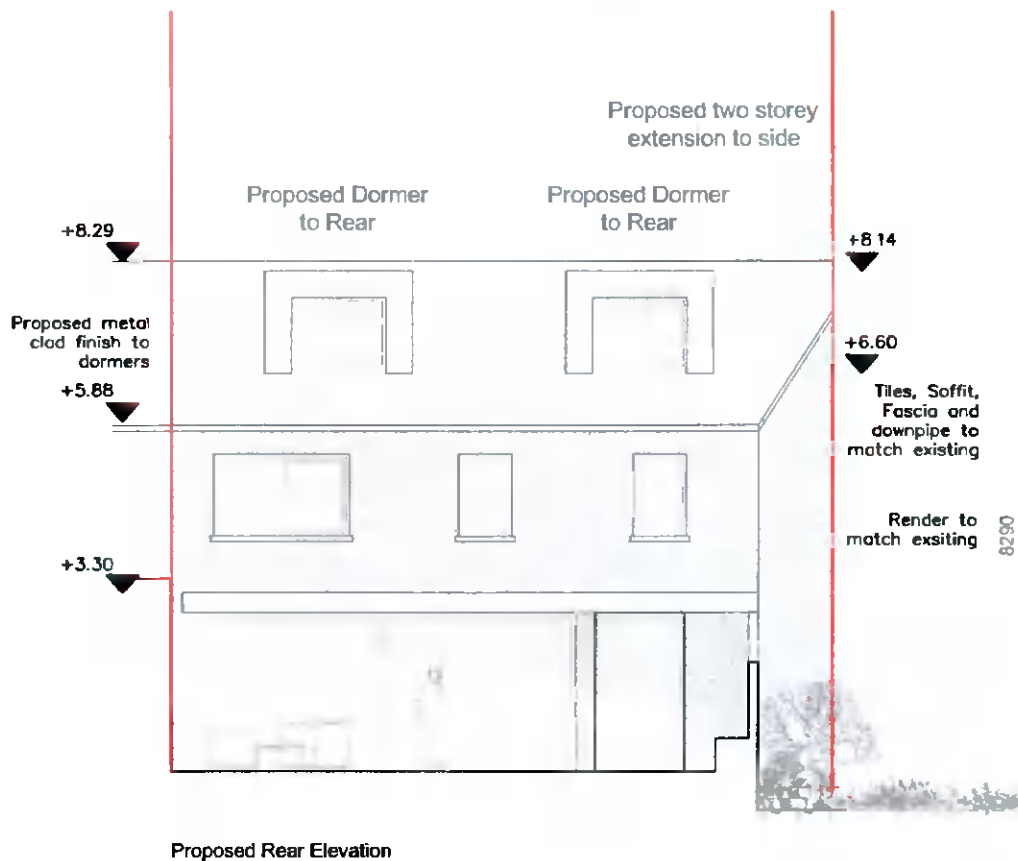 Proposed two storey
extension to side
Proposed Dormer
to Rear
Proposed Dormer
to Rear
+8.29
+8.14
Proposed metal
clad finish to
dormers
+6.60
+5.88
Tiles, Soffit,
Fascia and
downpipe to
match existing
Render to
match exsiting
8290
+3.30
Proposed Rear Elevation